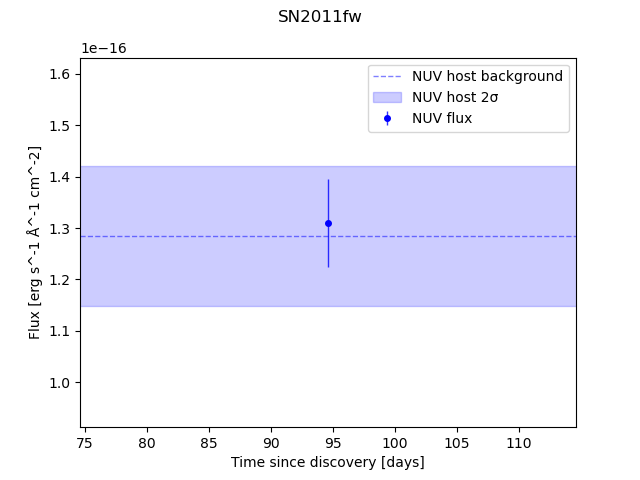 SN2011fw
1e−16
NUV host background
NUV host 2σ
NUV flux
1.6
1.5
1.4
1.3
1.2
1.1
1.0
Flux [erg s^-1 Å^-1 cm^-2]
75 80 85 90 95 100 105 110
Time since discovery [days]